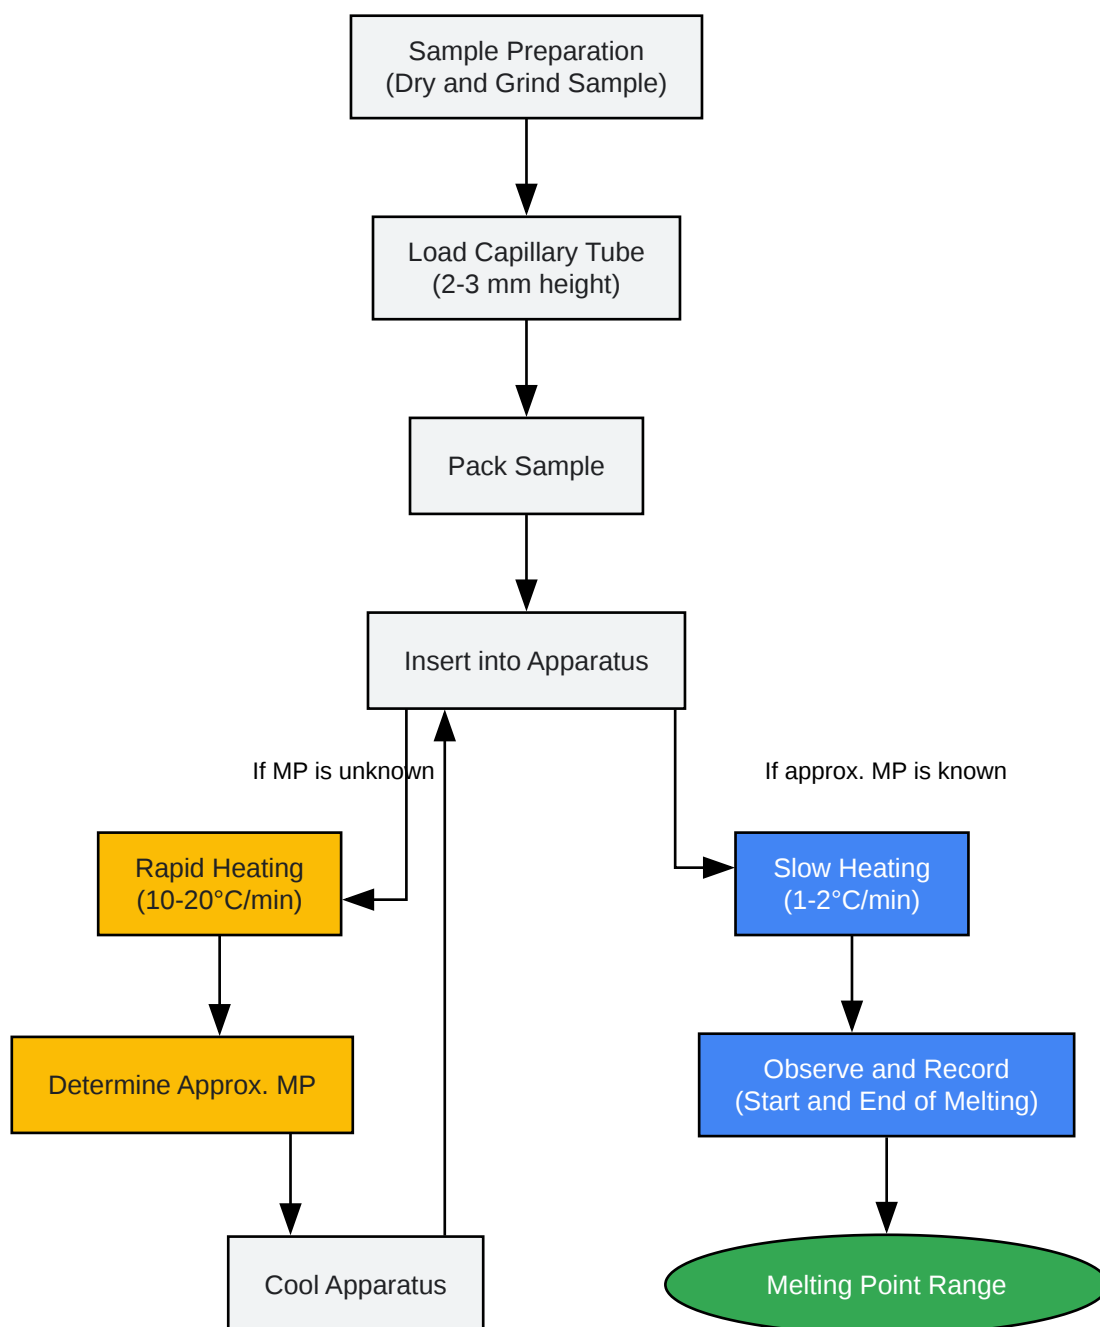 Sample Preparation
(Dry and Grind Sample)
Load Capillary Tube
(2-3 mm height)
Pack Sample
Insert into Apparatus
If MP is unknown
If approx. MP is known
Rapid Heating
(10-20°C/min)
Slow Heating
(1-2°C/min)
Determine Approx. MP
Observe and Record
(Start and End of Melting)
Cool Apparatus
Melting Point Range